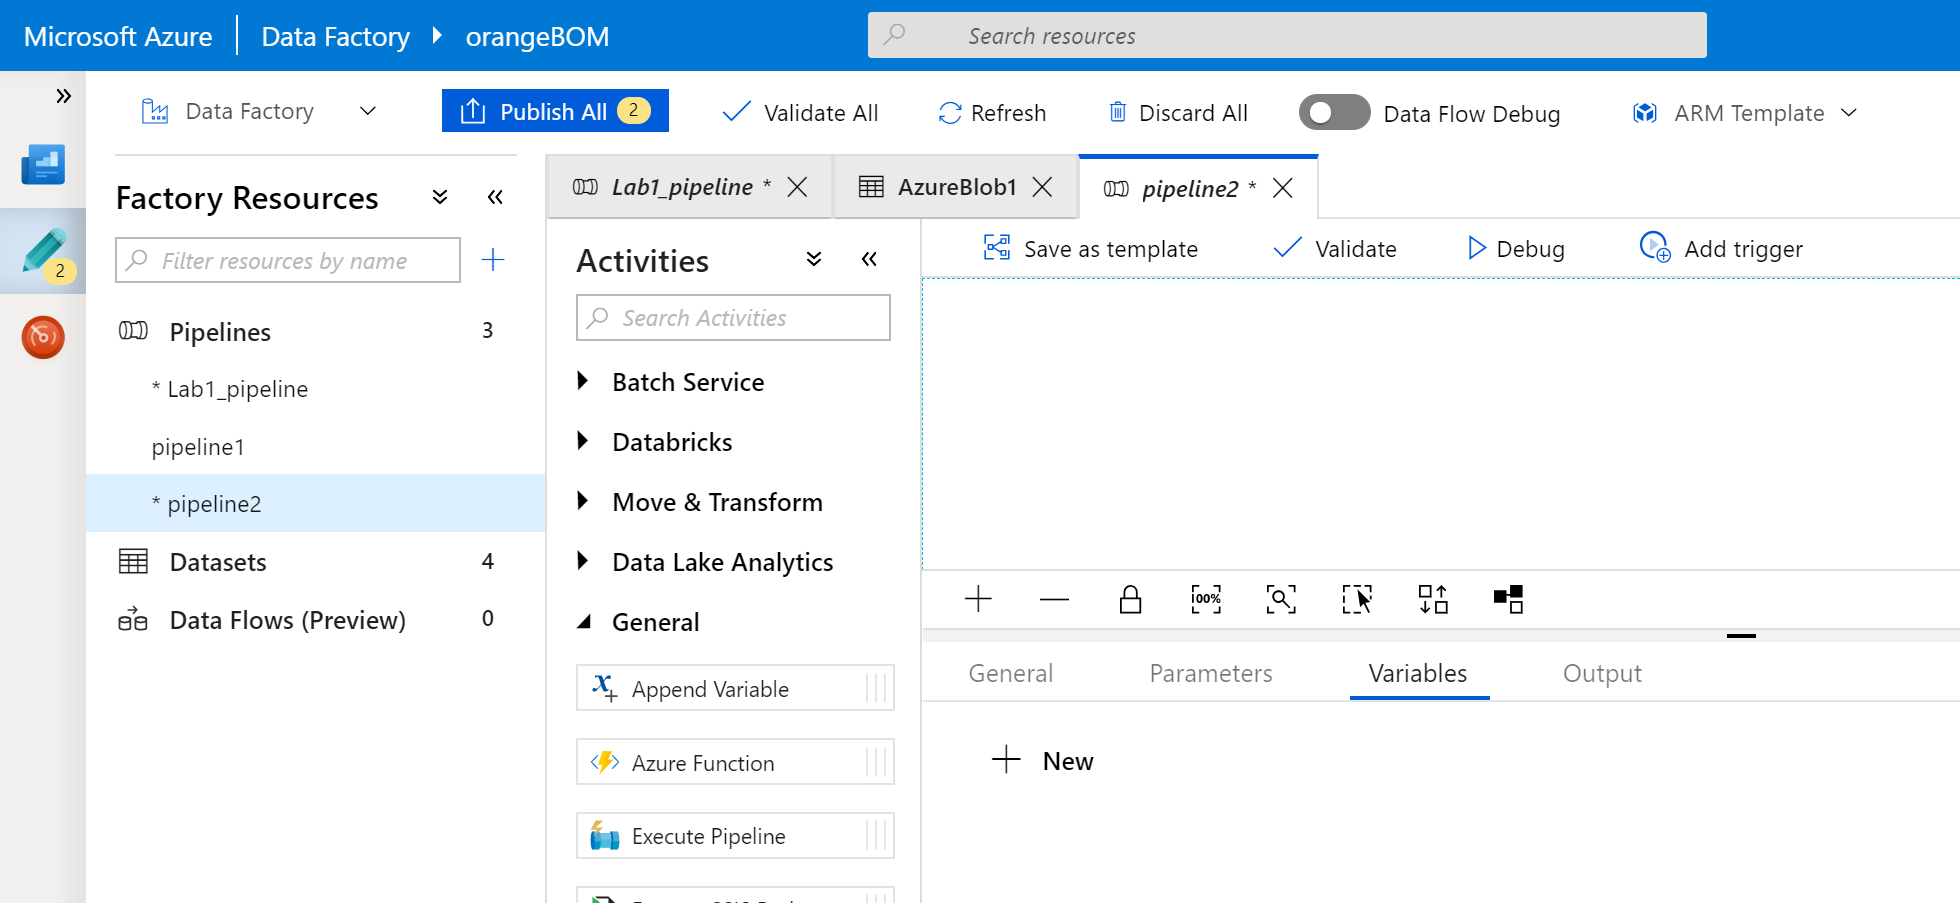 Microsoft Azure Data Factory orangeBOM Search resources
Data Factory Publish All 2 Validate All Refresh Discard All Data Flow Debug ARM Template
Factory Resources
Filter resources by name
2
Pipelines 3
* Lab1_pipeline
pipeline1
* pipeline2
Datasets 4
Data Flows (Preview) 0
Lab1_pipeline * AzureBlob1 pipeline2 *
Activities
Search Activities
Batch Service
Databricks
Move & Transform
Data Lake Analytics
General
Append Variable
Azure Function
Execute Pipeline
Save as template Validate Debug Add trigger
100%
General Parameters Variables Output
New